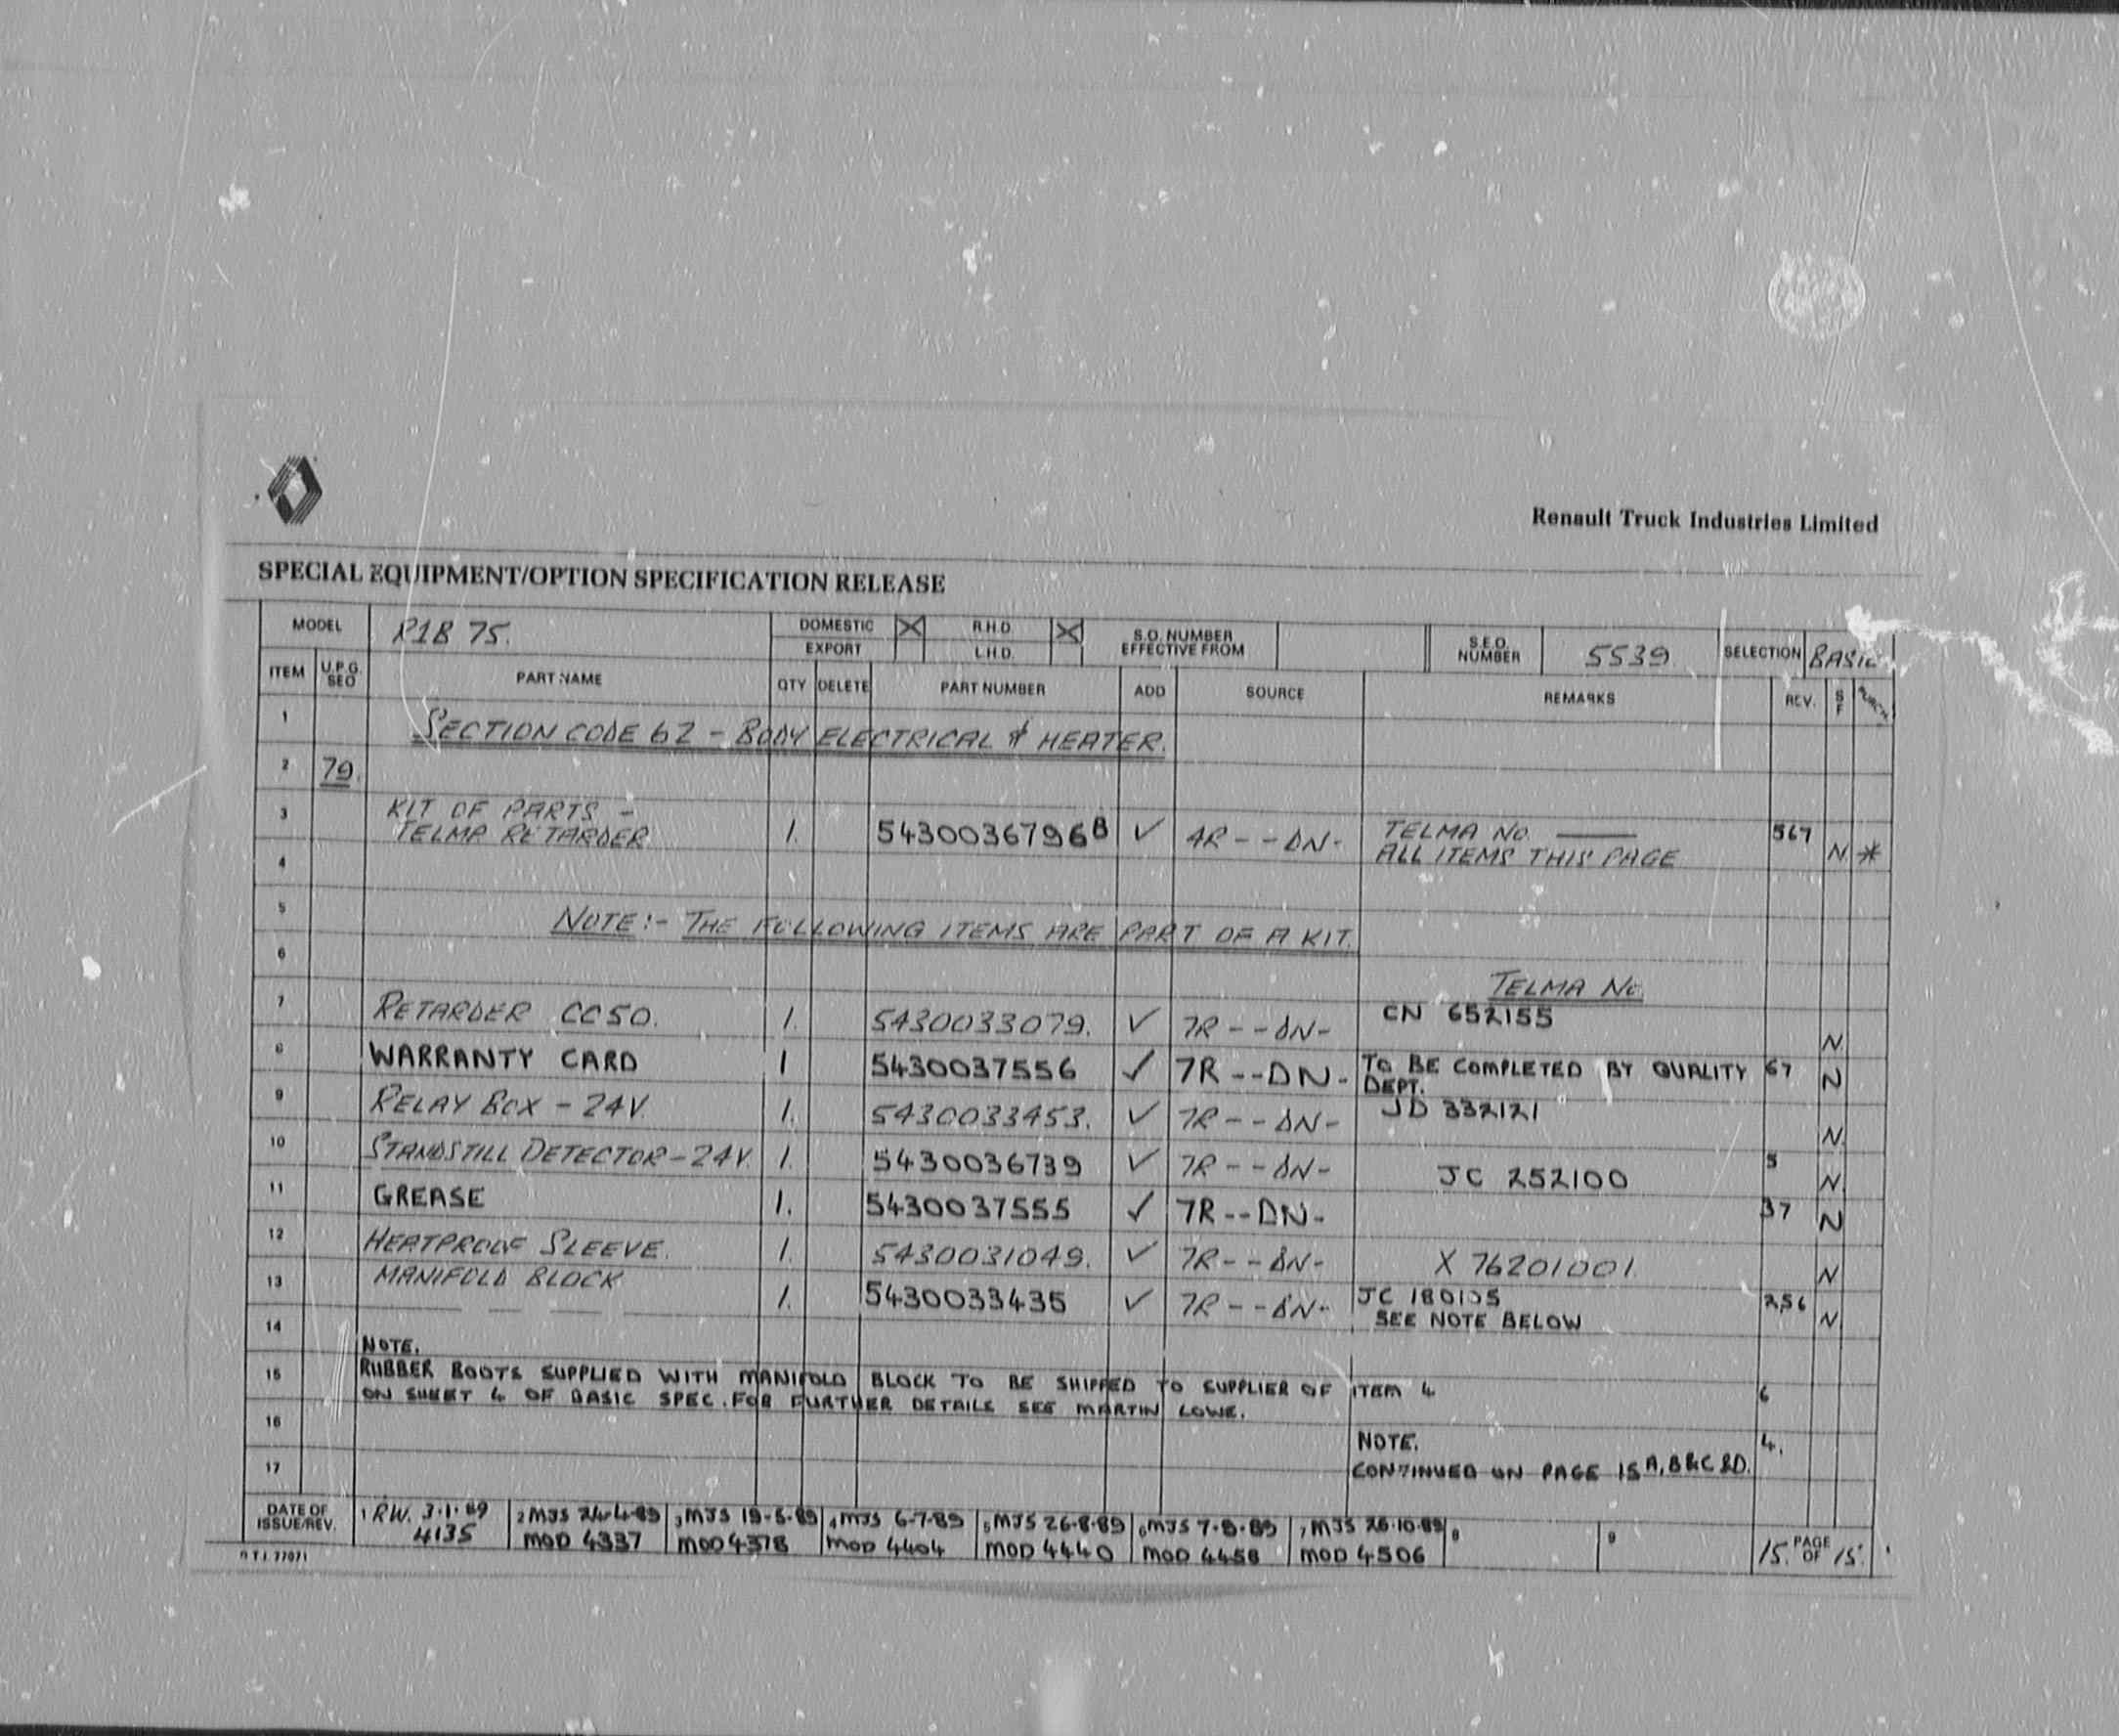 Renault Truck Industries Limited
SPECIAL EQUIPMENT/OPTION SPECIFICATION RELEASE
MODEL P1B 75. DOMESTIC X R.H.D. X S.O. NUMBER EFFECTIVE FROM S.E.O. NUMBER 5539 SELECTION BASIC
EXPORT L.H.D.
ITEM U.P.G. SEQ PART NAME QTY DELETE PART NUMBER ADD SOURCE REMARKS REV. S F PURCH
1 SECTION CODE 62 - BODY ELECTRICAL & HEATER.
2 79.
3 KIT OF PARTS -
TELMA RETARDER 1. 5430036796B ✓ 4R - - DN - TELMA NO. ——— 567
4 ALL ITEMS THIS PAGE N *
5 NOTE:- THE FOLLOWING ITEMS ARE PART OF A KIT.
6
TELMA NO.
7 RETARDER CC50. 1. 5430033079. ✓ 7R - - DN - CN 652155 N
8 WARRANTY CARD 1 5430037556 ✓ 7R - - DN - TO BE COMPLETED BY QUALITY 67 N
DEPT.
9 RELAY BOX - 24V. 1. 5430033453. ✓ 7R - - DN - JD 332121 N.
10 STANDSTILL DETECTOR - 24V. 1. 5430036739 ✓ 7R - - DN - JC 252100 5 N
11 GREASE 1. 5430037555 ✓ 7R - - DN - 37 N
12 HEATPROOF SLEEVE. 1. 5430031049. ✓ 7R - - DN - X 76201001. N
13 MANIFOLD BLOCK 1. 5430033435 ✓ 7R - - DN - JC 180105 256 N
SEE NOTE BELOW
14 NOTE.
15 RUBBER BOOTS SUPPLIED WITH MANIFOLD BLOCK TO BE SHIPPED TO SUPPLIER OF ITEM 4 6
ON SHEET 4 OF BASIC SPEC. FOR FURTHER DETAILS SEE MARTIN LOWE.
16 NOTE. 4.
17 CONTINUED ON PAGE 15 A, B & C & D.
DATE OF ISSUE/REV. 1 RW. 3·1·89 2 MJS 24-4-89 3 MJS 19-5-89 4 MJS 6-7-89 5 MJS 26-8-89 6 MJS 7-9-89 7 MJS 26-10-89 8 9
4135 MOD 4337 MOD 4378 MOD 4404 MOD 4440 MOD 4458 MOD 4506 15. PAGE OF 15.
R.T.I. 77071